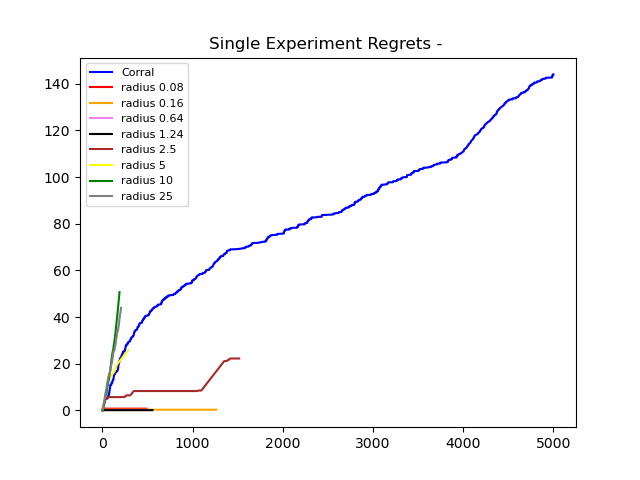 Single Experiment Regrets -
140
120
100
80
60
40
20
0
Corral
radius 0.08
radius 0.16
radius 0.64
radius 1.24
radius 2.5
radius 5
radius 10
radius 25
0 1000 2000 3000 4000 5000